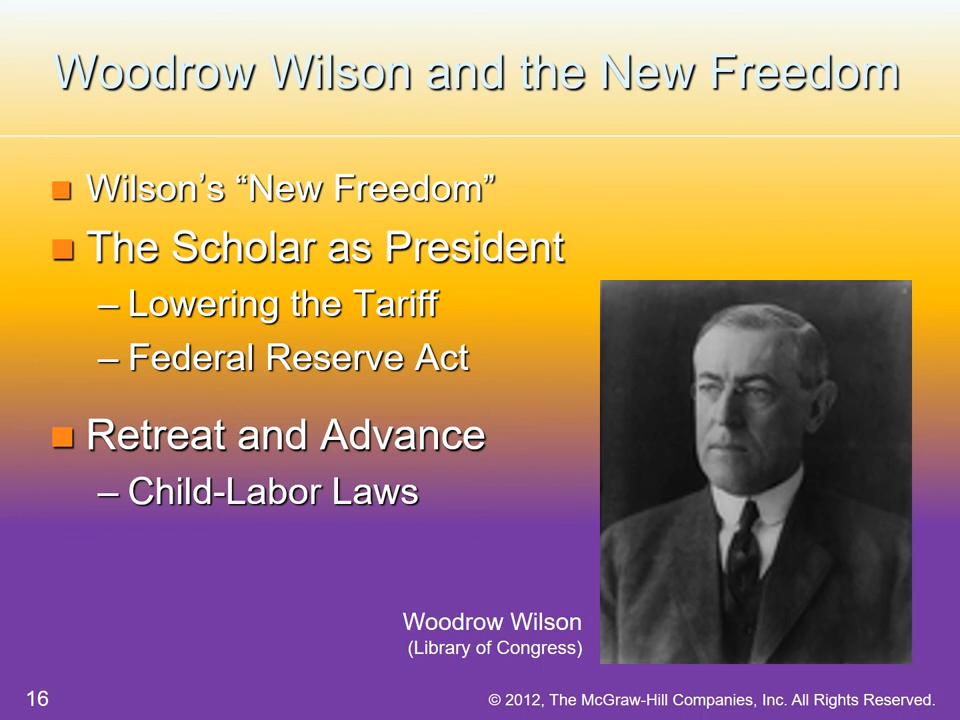 Woodrow Wilson and the New Freedom
Wilson’s “New Freedom”
The Scholar as President
– Lowering the Tariff
– Federal Reserve Act
Retreat and Advance
– Child-Labor Laws
Woodrow Wilson
(Library of Congress)
16
© 2012, The McGraw-Hill Companies, Inc. All Rights Reserved.